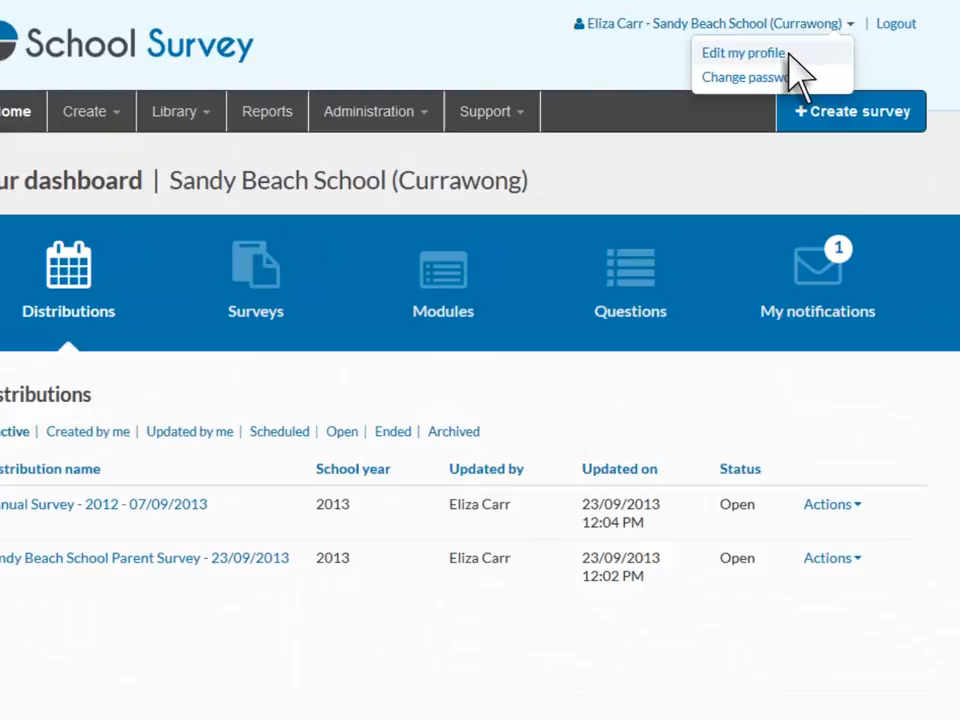 School Survey
Eliza Carr - Sandy Beach School (Currawong) | Logout
Edit my profile
Change passw
ome Create Library Reports Administration Support + Create survey
ur dashboard | Sandy Beach School (Currawong)
1
Distributions Surveys Modules Questions My notifications
stributions
ctive | Created by me | Updated by me | Scheduled | Open | Ended | Archived
stribution name School year Updated by Updated on Status
nual Survey - 2012 - 07/09/2013 2013 Eliza Carr 23/09/2013 Open Actions
12:04 PM
ndy Beach School Parent Survey - 23/09/2013 2013 Eliza Carr 23/09/2013 Open Actions
12:02 PM